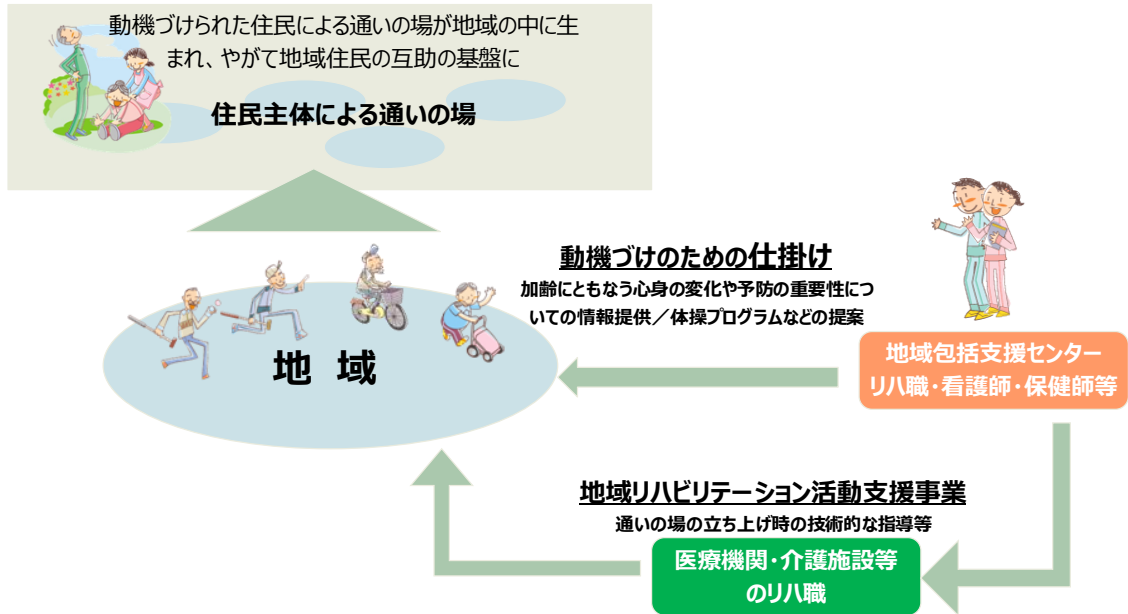 動機づけられた住民による通いの場が地域の中に生
まれ、やがて地域住民の互助の基盤に
住民主体による通いの場
動機づけのための仕掛け
加齢にともなう心身の変化や予防の重要性につ
いての情報提供／体操プログラムなどの提案
地域
地域包括支援センター
リハ職・看護師・保健師等
地域リハビリテーション活動支援事業
通いの場の立ち上げ時の技術的な指導等
医療機関・介護施設等
のリハ職